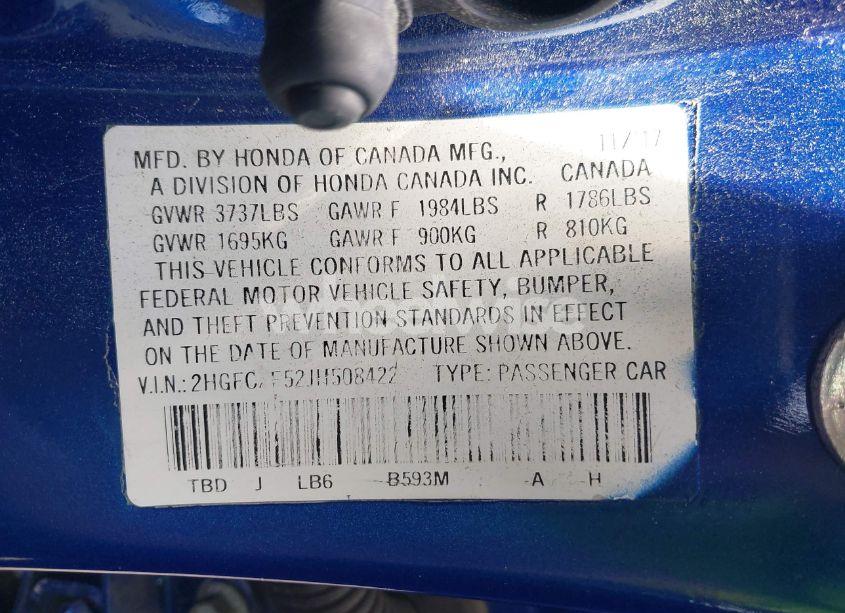 MFD. BY HONDA OF CANADA MFG., 11/17
A DIVISION OF HONDA CANADA INC. CANADA
GVWR 3737LBS GAWR F 1984LBS R 1786LBS
GVWR 1695KG GAWR F 900KG R 810KG
THIS VEHICLE CONFORMS TO ALL APPLICABLE
FEDERAL MOTOR VEHICLE SAFETY, BUMPER,
AND THEFT PREVENTION STANDARDS IN EFFECT
ON THE DATE OF MANUFACTURE SHOWN ABOVE.
V.I.N.: TYPE: PASSENGER CAR
TBD J LB6 B593M A H